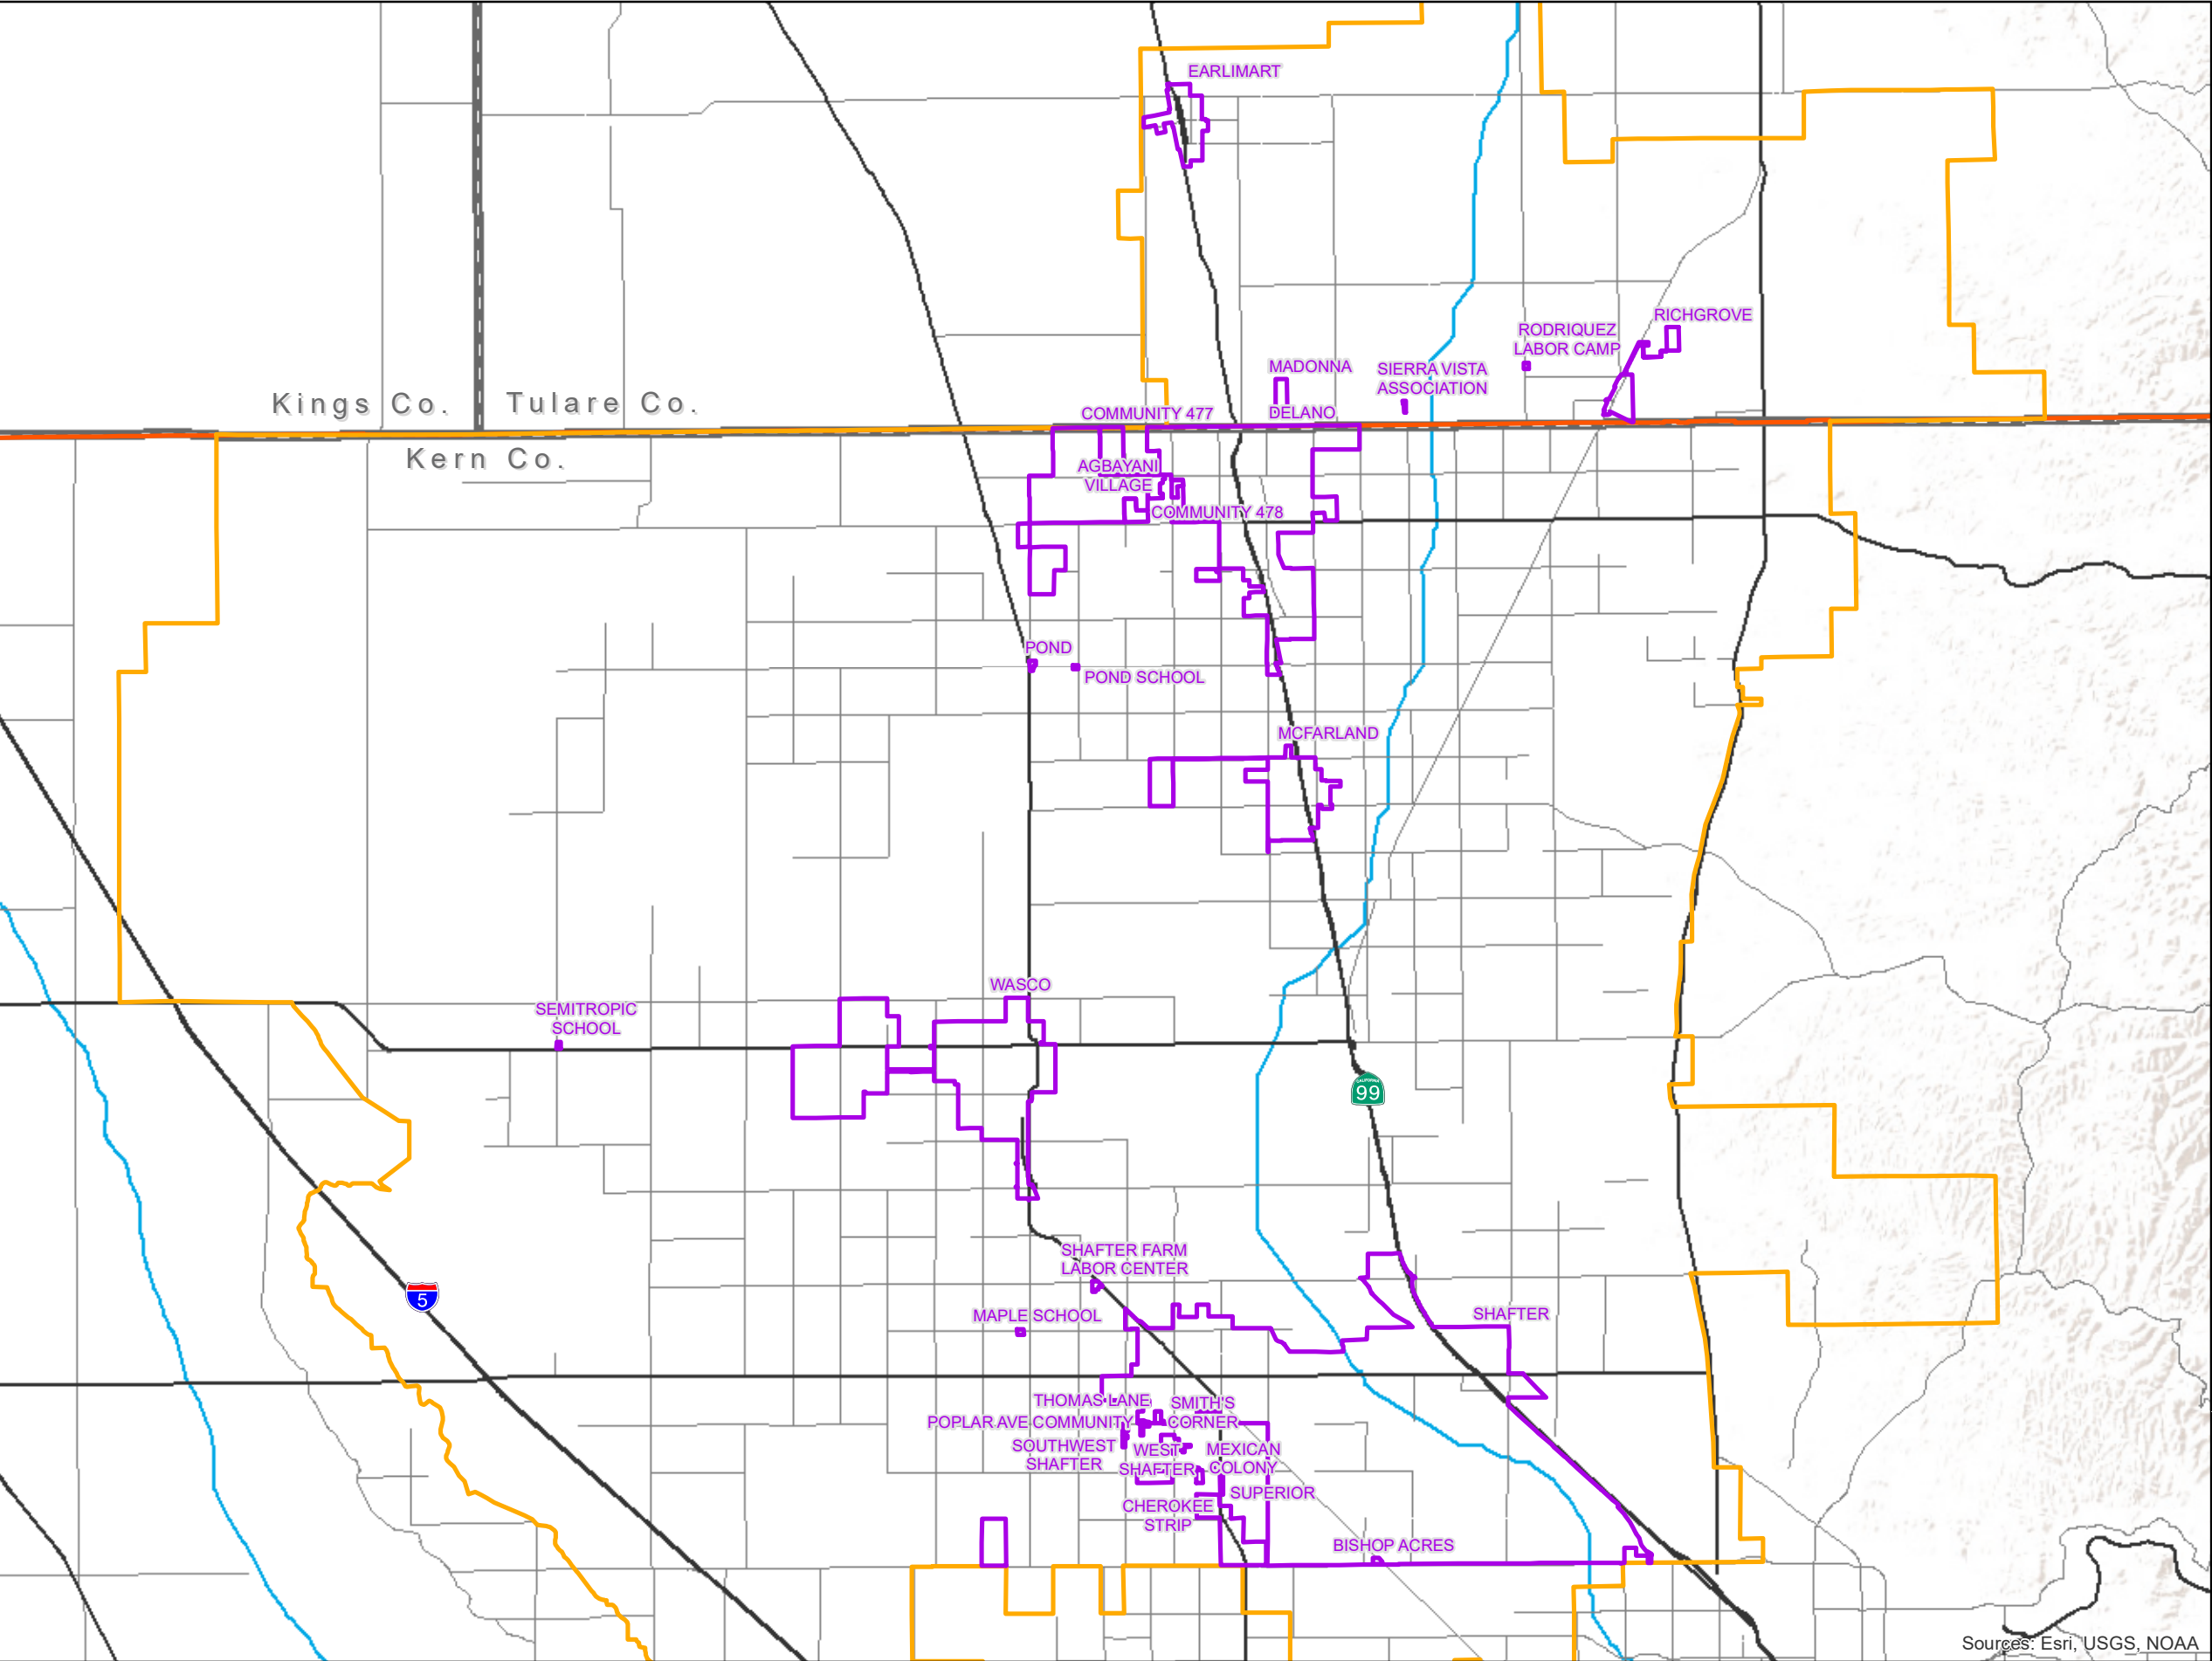 EARLIMART
RICHGROVE
RODRIQUEZ
LABOR CAMP
MADONNA
SIERRA VISTA
ASSOCIATION
Kings Co.
Tulare Co.
COMMUNITY 477
DELANO
Kern Co.
AGBAYANI
VILLAGE
COMMUNITY 478
POND
POND SCHOOL
MCFARLAND
WASCO
SEMITROPIC
SCHOOL
CALIFORNIA
99
SHAFTER FARM
LABOR CENTER
5
MAPLE SCHOOL
SHAFTER
THOMAS LANE
SMITH'S
CORNER
POPLAR AVE COMMUNITY
SOUTHWEST
SHAFTER
WEST
SHAFTER
MEXICAN
COLONY
SUPERIOR
CHEROKEE
STRIP
BISHOP ACRES
Sources: Esri, USGS, NOAA